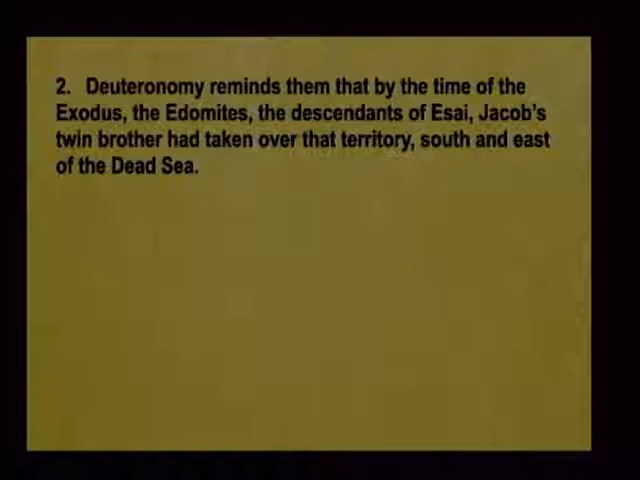 2. Deuteronomy reminds them that by the time of the
Exodus, the Edomites, the descendants of Esai, Jacob's
twin brother had taken over that territory, south and east
of the Dead Sea.